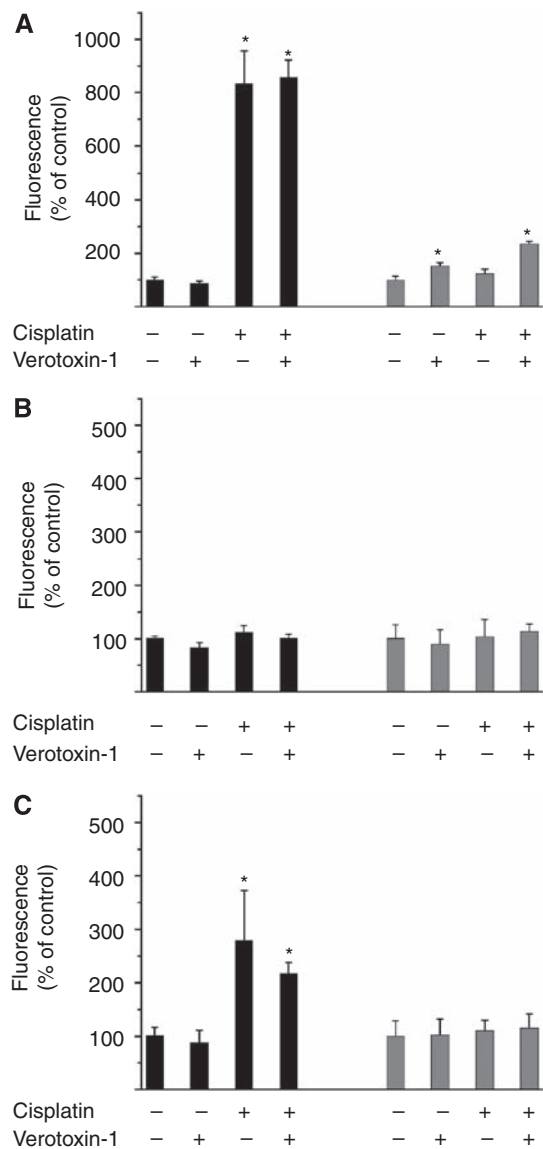 A
1000
800
600
400
200
Fluorescence
(% of control)
* * * *
Cisplatin – – + + – – + +
Verotoxin-1 – + – + – + – +
B
500
400
300
200
100
Fluorescence
(% of control)
Cisplatin – – + + – – + +
Verotoxin-1 – + – + – + – +
C
500
400
300
200
100
Fluorescence
(% of control)
* *
Cisplatin – – + + – – + +
Verotoxin-1 – + – + – + – +